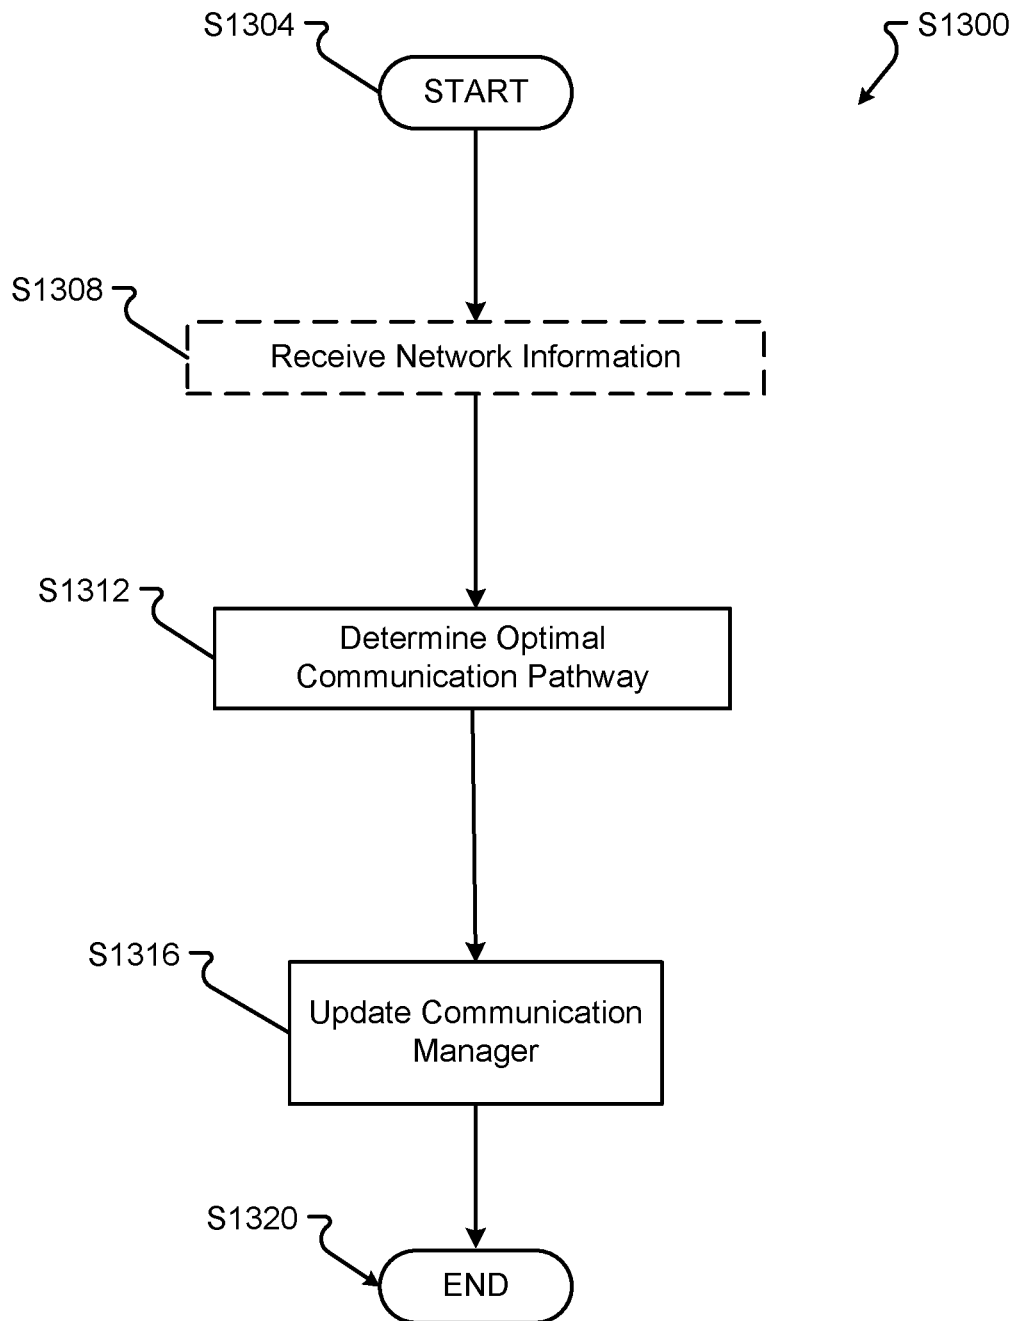 S1304
S1300
START
S1308
Receive Network Information
S1312
Determine Optimal
Communication Pathway
S1316
Update Communication
Manager
S1320
END